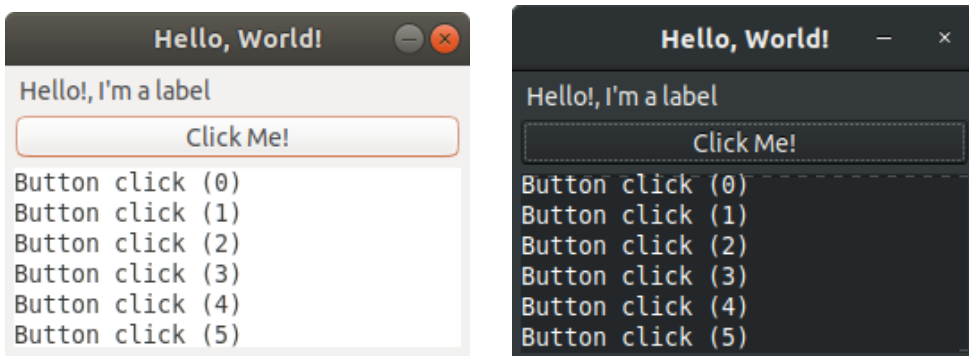 Hello, World!
Hello!, I'm a label
Click Me!
Button click (0)
Button click (1)
Button click (2)
Button click (3)
Button click (4)
Button click (5)
Hello, World!
Hello!, I'm a label
Click Me!
Button click (0)
Button click (1)
Button click (2)
Button click (3)
Button click (4)
Button click (5)